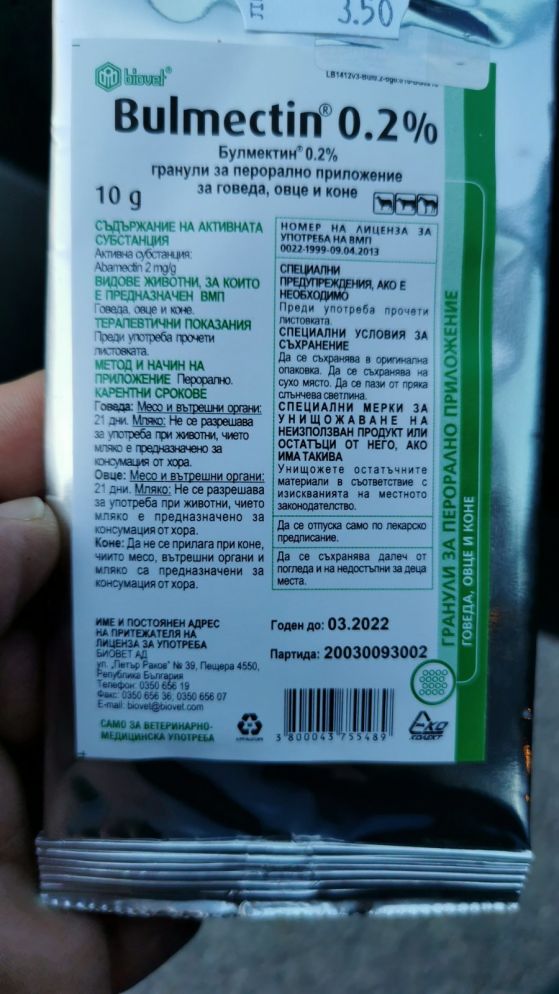 3.50
biovet®
Bulmectin® 0.2%
Булмектин® 0.2%
гранули за перорално приложение
за говеда, овце и коне
10 g
СЪДЪРЖАНИЕ НА АКТИВНАТА
СУБСТАНЦИЯ
Активна субстанция:
Abamectin 2 mg/g
ВИДОВЕ ЖИВОТНИ, ЗА КОИТО
Е ПРЕДНАЗНАЧЕН ВМП
Говеда, овце и коне.
ТЕРАПЕВТИЧНИ ПОКАЗАНИЯ
Преди употреба прочети
листовката.
МЕТОД И НАЧИН НА
ПРИЛОЖЕНИЕ Перорално.
КАРЕНТНИ СРОКОВЕ
Говеда: Месо и вътрешни органи:
21 дни. Мляко: Не се разрешава
за употреба при животни, чието
мляко е предназначено за
консумация от хора.
Овце: Месо и вътрешни органи:
21 дни. Мляко: Не се разрешава
за употреба при животни, чието
мляко е предназначено за
консумация от хора.
Коне: Да не се прилага при коне,
чиито месо, вътрешни органи и
мляко са предназначени за
консумация от хора.
НОМЕР НА ЛИЦЕНЗА ЗА
УПОТРЕБА НА ВМП
0022-1999-09.04.2013
СПЕЦИАЛНИ
ПРЕДУПРЕЖДЕНИЯ, АКО Е
НЕОБХОДИМО
Преди употреба прочети
листовката.
СПЕЦИАЛНИ УСЛОВИЯ ЗА
СЪХРАНЕНИЕ
Да се съхранява в оригинална
опаковка. Да се съхранява на
сухо място. Да се пази от пряка
слънчева светлина.
СПЕЦИАЛНИ МЕРКИ ЗА
УНИЩОЖАВАНЕ НА
НЕИЗПОЛЗВАН ПРОДУКТ ИЛИ
ОСТАТЪЦИ ОТ НЕГО, АКО
ИМА ТАКИВА
Унищожете остатъчните
материали в съответствие с
изискванията на местното
законодателство.
Да се отпуска само по лекарско
предписание.
Да се съхранява далеч от
погледа и на недостъпни за деца
места.
ИМЕ И ПОСТОЯНЕН АДРЕС
НА ПРИТЕЖАТЕЛЯ НА
ЛИЦЕНЗА ЗА УПОТРЕБА
БИОВЕТ АД
ул. „Петър Раков" № 39, Пещера 4550,
Република България
Телефон: 0350 656 19
Факс: 0350 656 36; 0350 656 07
E-mail: biovet@biovet.com
САМО ЗА ВЕТЕРИНАРНО-
МЕДИЦИНСКА УПОТРЕБА
Годен до: 03.2022
Партида: 20030093002
3 800043 755489
ГРАНУЛИ ЗА ПЕРОРАЛНО ПРИЛОЖЕНИЕ
ГОВЕДА, ОВЦЕ И КОНЕ